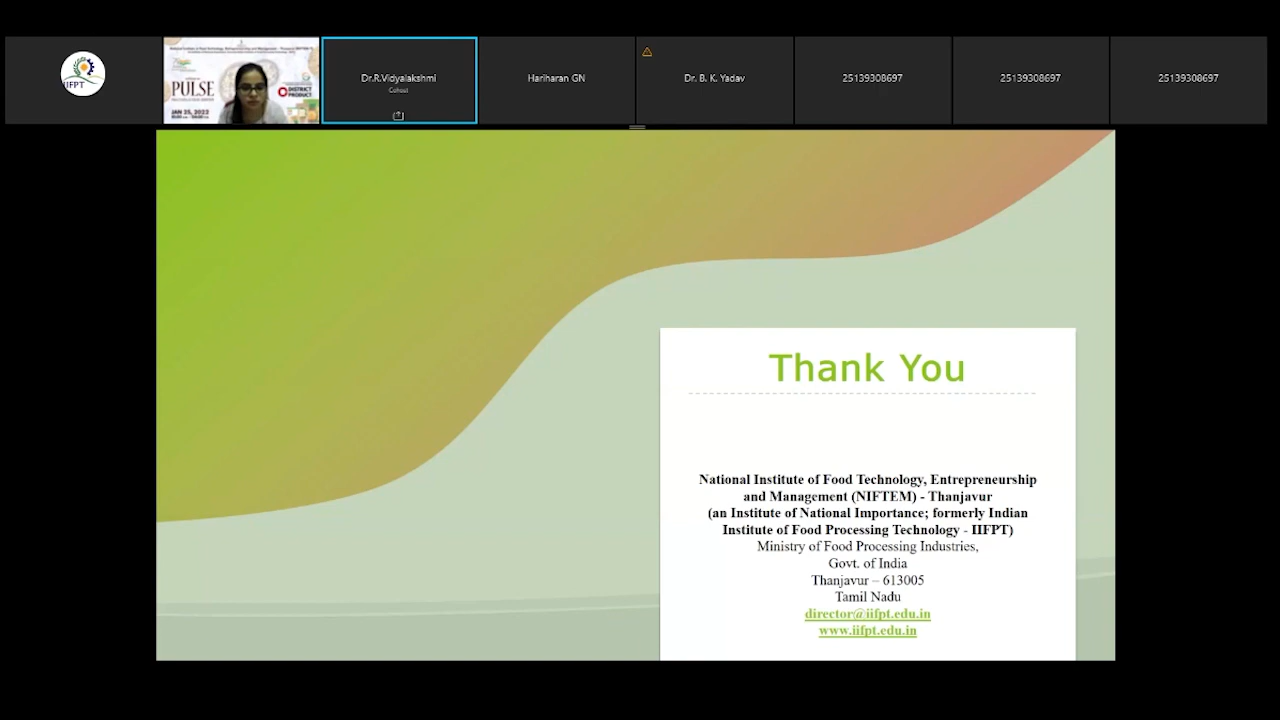 IIFPT
PULSE
JAN 25, 2022
DISTRICT
PRODUCT
Dr.R.Vidyalakshmi
Cohost
Hariharan GN
Dr. B. K. Yadav
2513971057
2513930057
2501308697
Thank You
National Institute of Food Technology, Entrepreneurship
and Management (NIFTEM) - Thanjavur
(an Institute of National Importance; formerly Indian
Institute of Food Processing Technology - IIFPT)
Ministry of Food Processing Industries,
Govt. of India
Thanjavur – 613005
Tamil Nadu
director@iifpt.edu.in
www.iifpt.edu.in